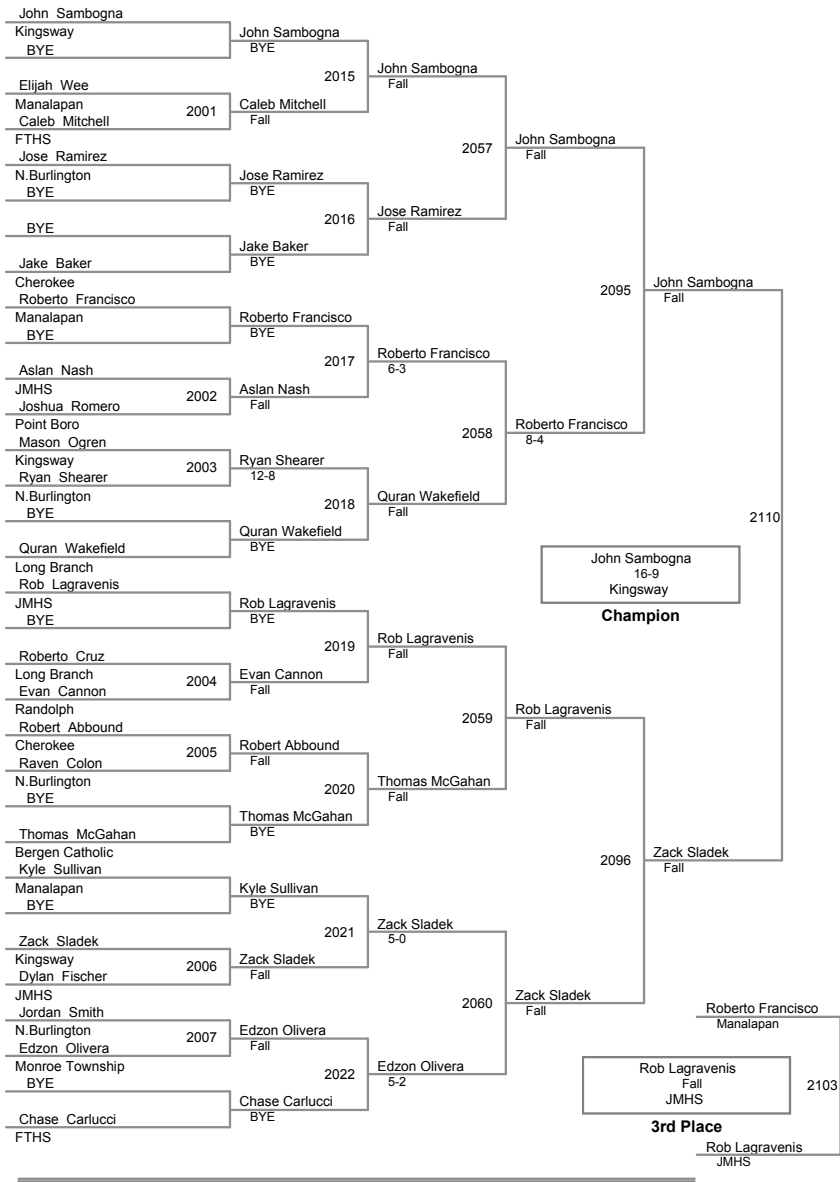 John Sambogna
Kingsway
BYE
Elijah Wee
Manalapan
Caleb Mitchell
FTHS
Jose Ramirez
N.Burlington
BYE
BYE
Jake Baker
Cherokee
Roberto Francisco
Manalapan
BYE
Aslan Nash
JMHS
Joshua Romero
Point Boro
Mason Ogren
Kingsway
Ryan Shearer
N.Burlington
BYE
Quran Wakefield
Long Branch
Rob Lagravenis
JMHS
BYE
Roberto Cruz
Long Branch
Evan Cannon
Randolph
Robert Abbound
Cherokee
Raven Colon
N.Burlington
BYE
Thomas McGahan
Bergen Catholic
Kyle Sullivan
Manalapan
BYE
Zack Sladek
Kingsway
Dylan Fischer
JMHS
Jordan Smith
N.Burlington
Edzon Olivera
Monroe Township
BYE
Chase Carlucci
FTHS
2001
2002
2003
2004
2005
2006
2007
John Sambogna
BYE
Caleb Mitchell
Fall
Jose Ramirez
BYE
Jake Baker
BYE
Roberto Francisco
BYE
Aslan Nash
Fall
Ryan Shearer
12-8
Quran Wakefield
BYE
Rob Lagravenis
BYE
Evan Cannon
Fall
Robert Abbound
Fall
Thomas McGahan
BYE
Kyle Sullivan
BYE
Zack Sladek
Fall
Edzon Olivera
Fall
Chase Carlucci
BYE
2015
2016
2017
2018
2019
2020
2021
2022
John Sambogna
Fall
Jose Ramirez
Fall
Roberto Francisco
6-3
Quran Wakefield
Fall
Rob Lagravenis
Fall
Thomas McGahan
Fall
Zack Sladek
5-0
Edzon Olivera
5-2
2057
2058
2059
2060
John Sambogna
Fall
Roberto Francisco
8-4
Rob Lagravenis
Fall
Zack Sladek
Fall
2095
2096
John Sambogna
Fall
Zack Sladek
Fall
2110
John Sambogna
16-9
Kingsway
Champion
Roberto Francisco
Manalapan
Rob Lagravenis
Fall
JMHS
2103
3rd Place
Rob Lagravenis
JMHS